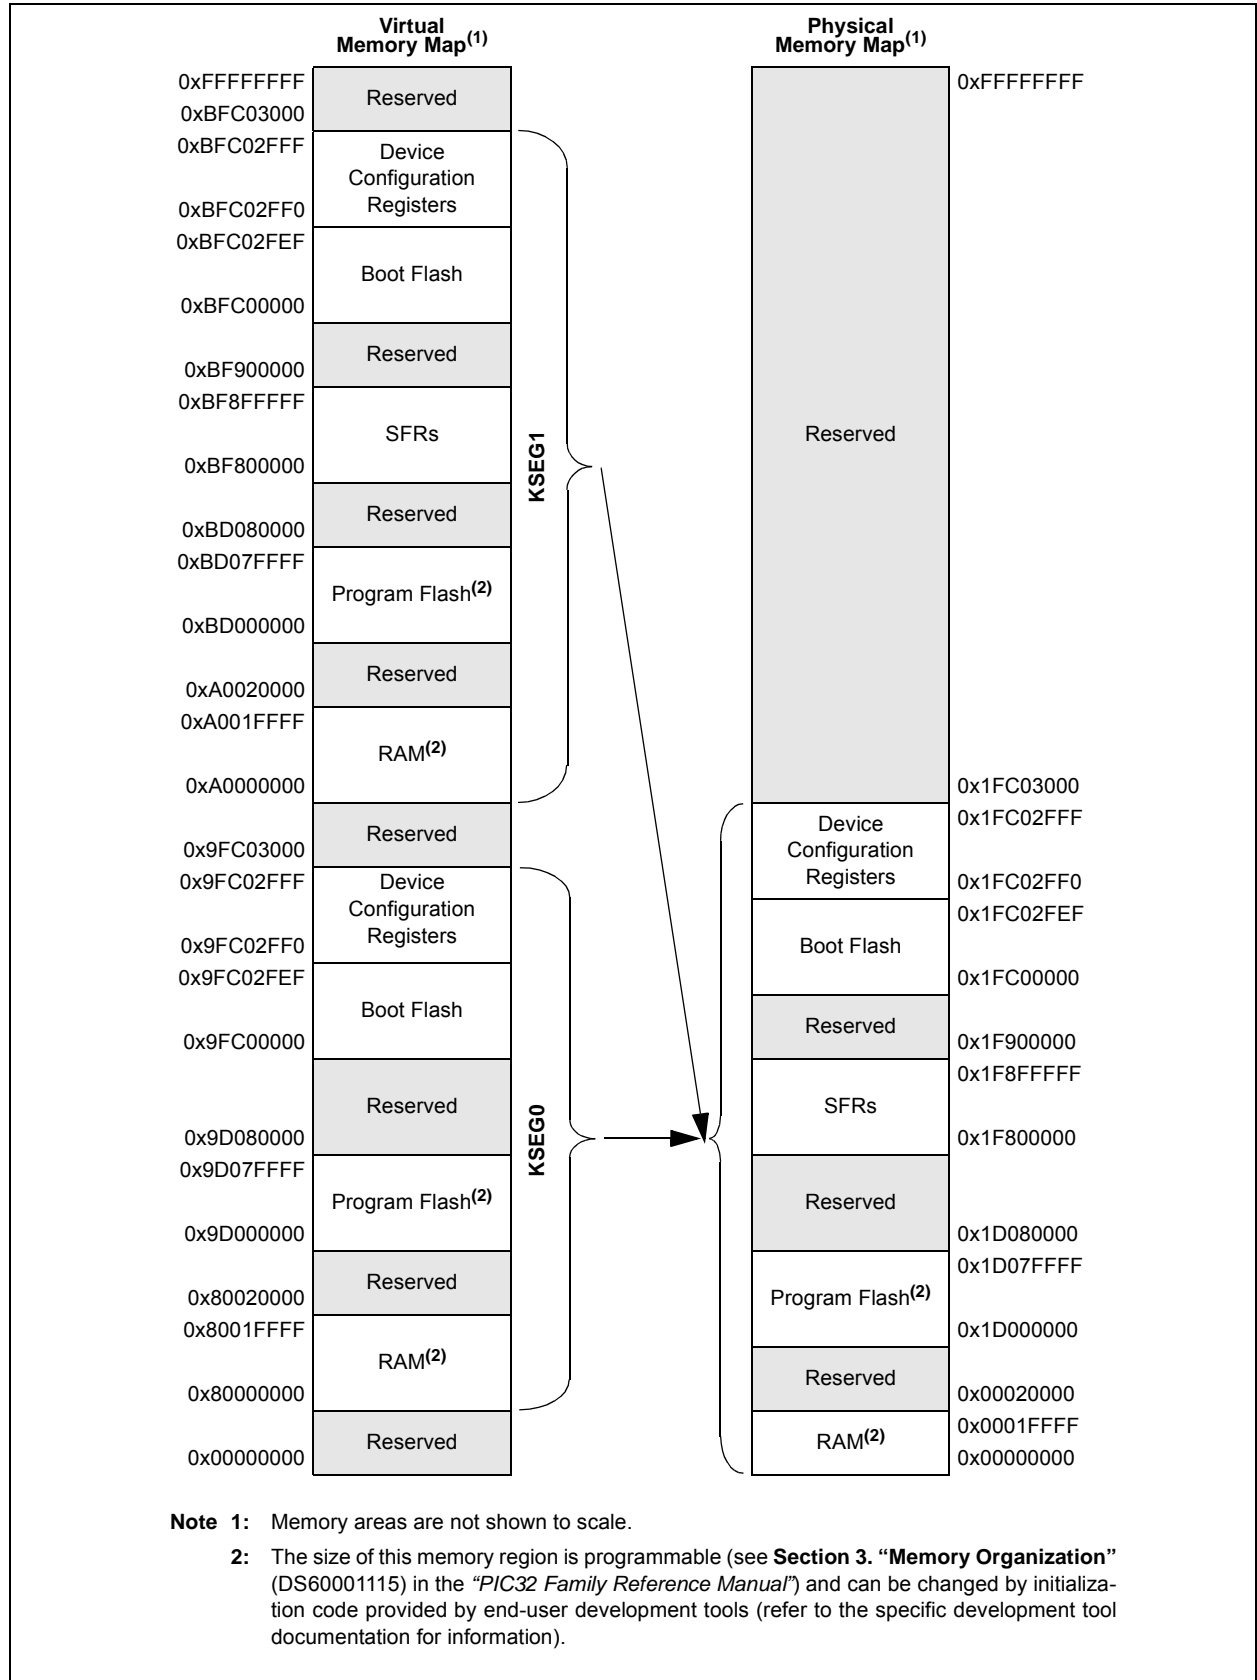 Virtual
Memory Map(1)
0xFFFFFFFF
Reserved
0xBFC03000
0xBFC02FFF
Device
Configuration
Registers
0xBFC02FF0
0xBFC02FEF
Boot Flash
0xBFC00000
Reserved
0xBF900000
0xBF8FFFFF
SFRs
0xBF800000
Reserved
0xBD080000
0xBD07FFFF
Program Flash(2)
0xBD000000
Reserved
0xA0020000
0xA001FFFF
RAM(2)
0xA0000000
KSEG1
Reserved
0x9FC03000
0x9FC02FFF
Device
Configuration
Registers
0x9FC02FF0
0x9FC02FEF
Boot Flash
0x9FC00000
Reserved
0x9D080000
0x9D07FFFF
Program Flash(2)
0x9D000000
Reserved
0x80020000
0x8001FFFF
RAM(2)
0x80000000
KSEG0
Reserved
0x00000000
Physical
Memory Map(1)
0xFFFFFFFF
Reserved
0x1FC03000
0x1FC02FFF
Device
Configuration
Registers
0x1FC02FF0
0x1FC02FEF
Boot Flash
0x1FC00000
Reserved
0x1F900000
0x1F8FFFFF
SFRs
0x1F800000
Reserved
0x1D080000
0x1D07FFFF
Program Flash(2)
0x1D000000
Reserved
0x00020000
0x0001FFFF
RAM(2)
0x00000000
Note 1: Memory areas are not shown to scale.
2: The size of this memory region is programmable (see Section 3. “Memory Organization”
(DS60001115) in the “PIC32 Family Reference Manual”) and can be changed by initializa-
tion code provided by end-user development tools (refer to the specific development tool
documentation for information).